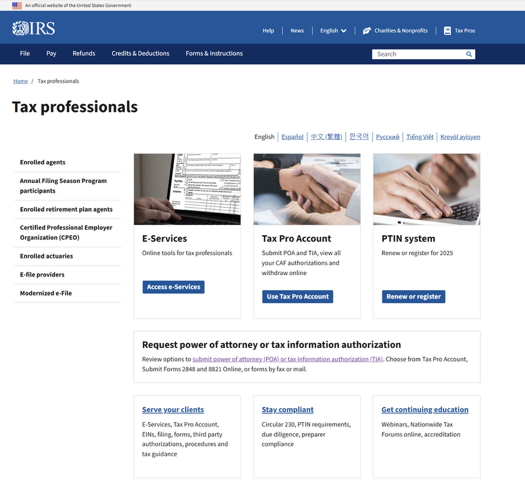 An official website of the United States Government
IRS
Help
News
English
Charities & Nonprofits
Tax Pros
File
Pay
Refunds
Credits & Deductions
Forms & Instructions
Search
Home / Tax professionals
Tax professionals
English
Español
中文 (繁體)
한국어
Русский
Tiếng Việt
Kreyòl ayisyen
Enrolled agents
Annual Filing Season Program
participants
Enrolled retirement plan agents
Certified Professional Employer
Organization (CPEO)
Enrolled actuaries
E-file providers
Modernized e-File
E-Services
Online tools for tax professionals
Access e-Services
Tax Pro Account
Submit POA and TIA, view all
your CAF authorizations and
withdraw online
Use Tax Pro Account
PTIN system
Renew or register for 2025
Renew or register
Request power of attorney or tax information authorization
Review options to submit power of attorney (POA) or tax information authorization (TIA). Choose from Tax Pro Account,
Submit Forms 2848 and 8821 Online, or forms by fax or mail.
Serve your clients
E-Services, Tax Pro Account,
EINs, filing, forms, third party
authorizations, procedures and
tax guidance
Stay compliant
Circular 230, PTIN requirements,
due diligence, preparer
compliance
Get continuing education
Webinars, Nationwide Tax
Forums online, accreditation